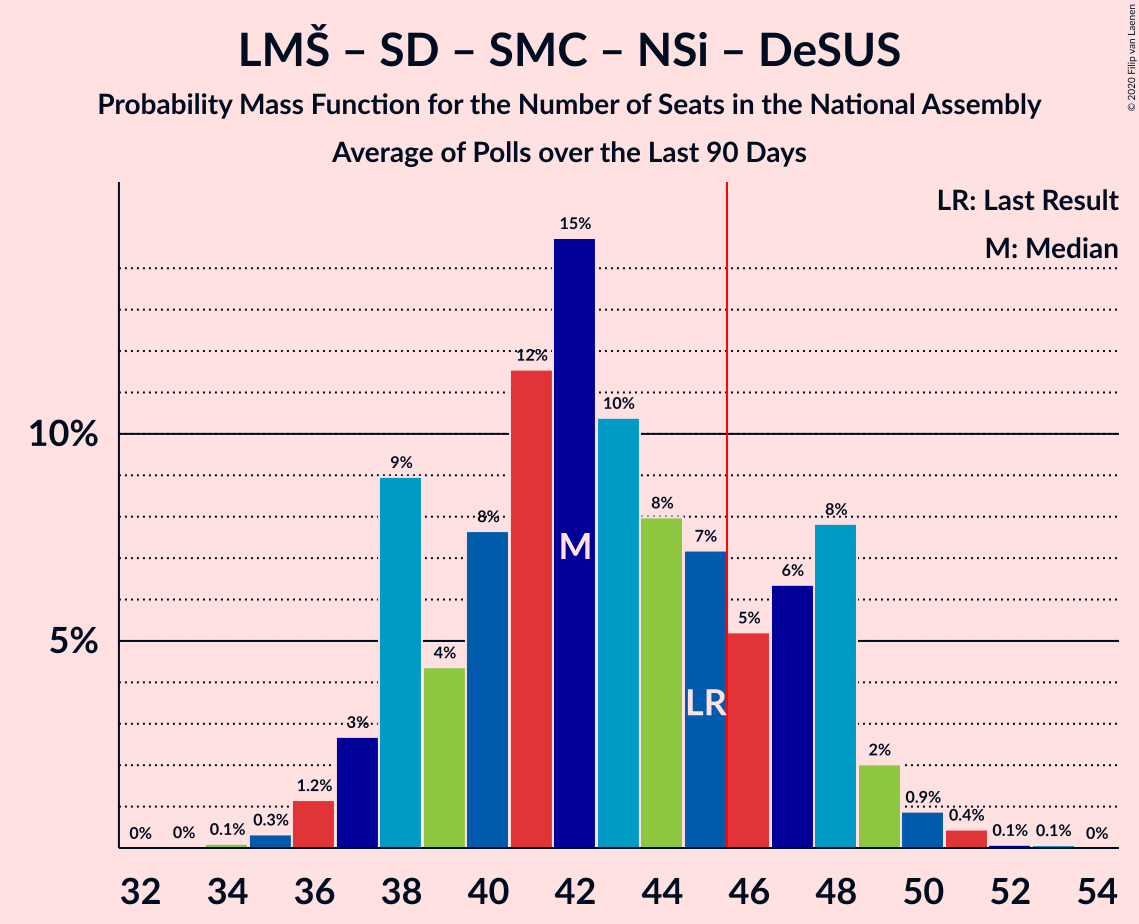 LMŠ – SD – SMC – NSi – DeSUS
Probability Mass Function for the Number of Seats in the National Assembly
Average of Polls over the Last 90 Days
© 2020 Filip van Laenen
LR: Last Result
M: Median
10%
5%
0%
0%
0.1%
0.3%
1.2%
3%
9%
4%
8%
12%
15%
10%
8%
7%
5%
6%
8%
2%
0.9%
0.4%
0.1%
0.1%
0%
M
LR
32 34 36 38 40 42 44 46 48 50 52 54